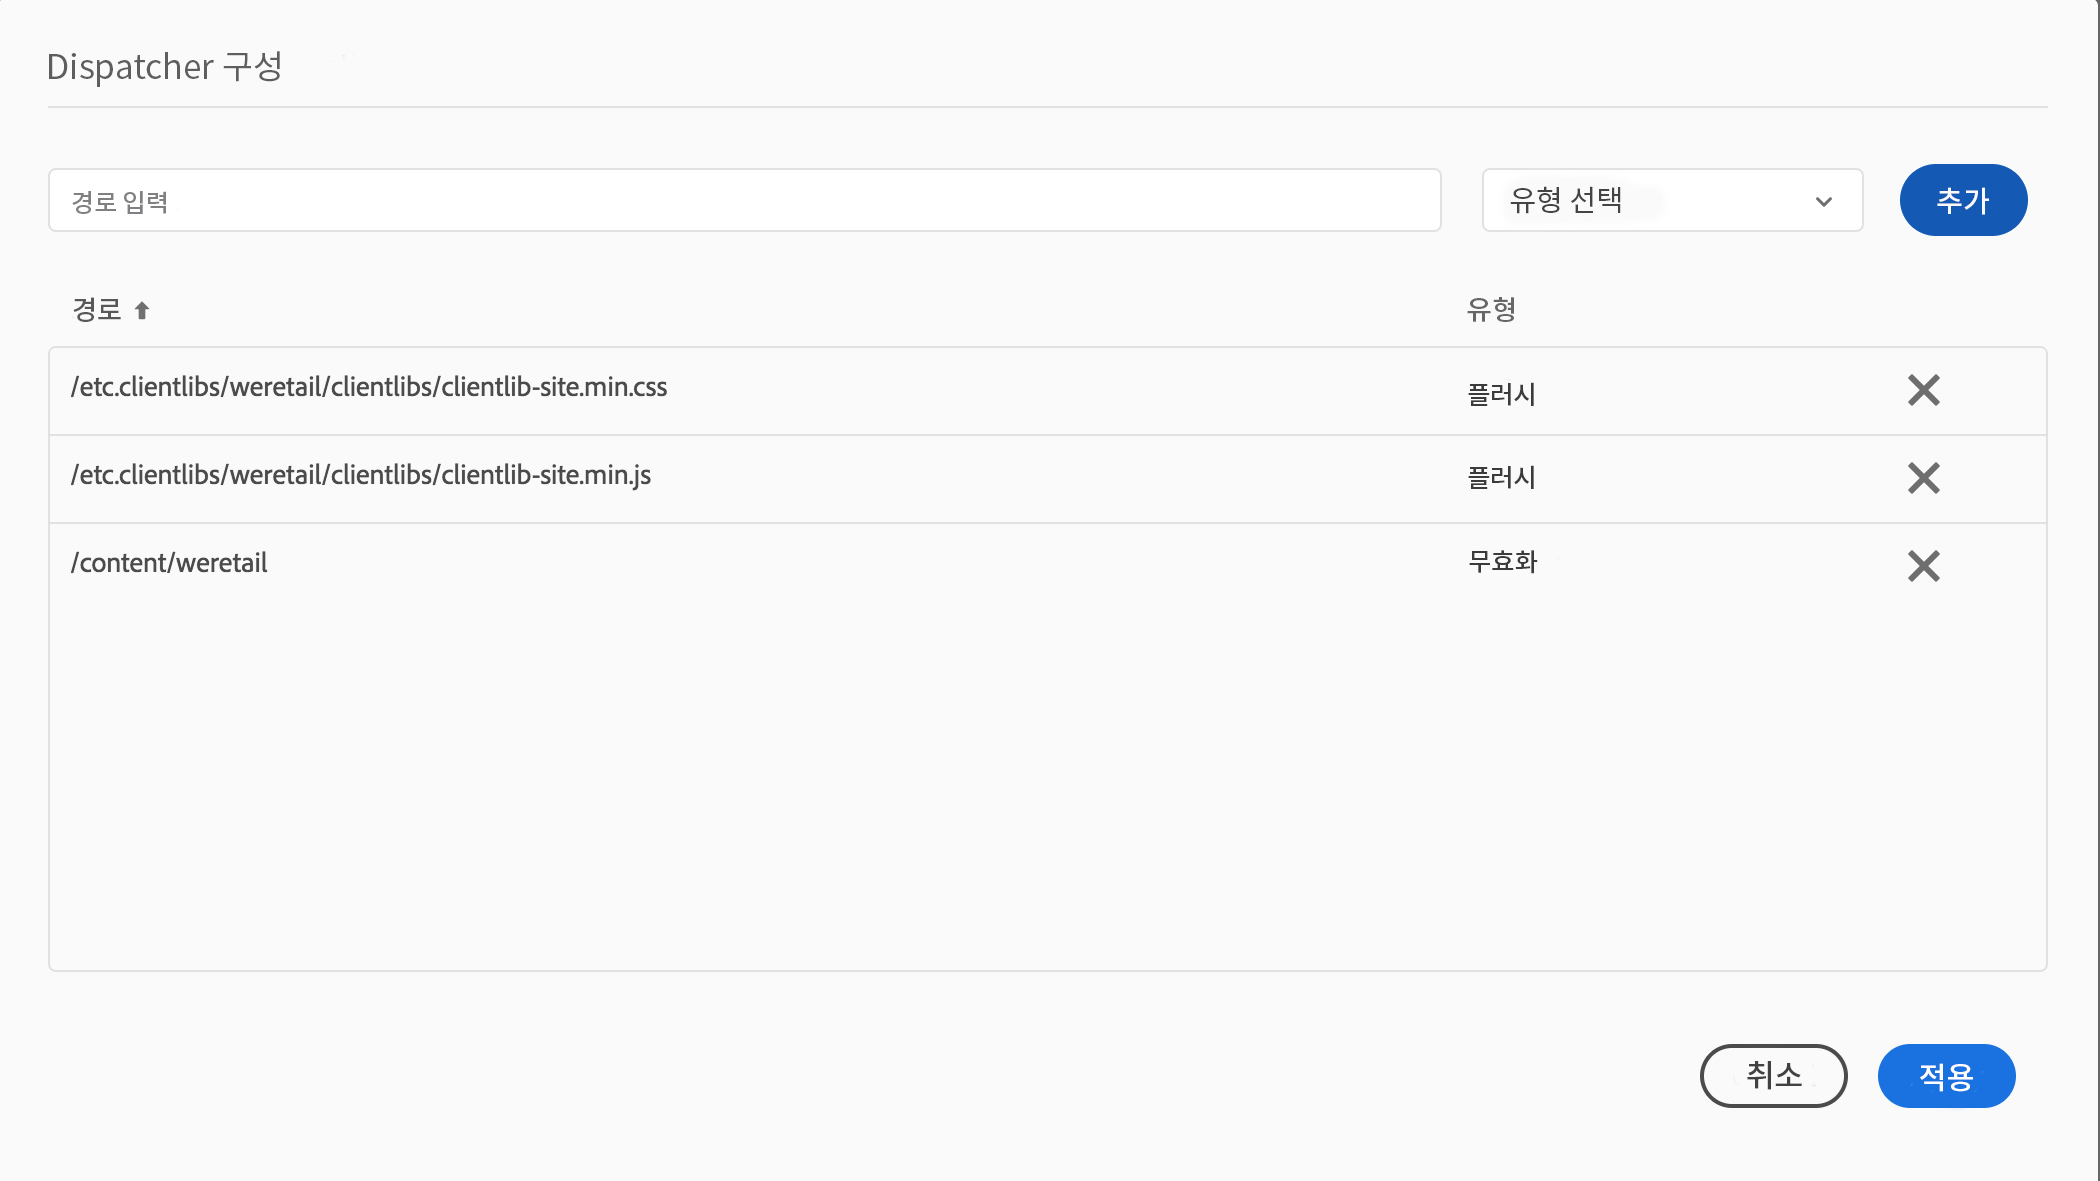 Dispatcher 구성
경로 입력
유형 선택
추가
경로
유형
/etc.clientlibs/weretail/clientlibs/clientlib-site.min.css
플러시
/etc.clientlibs/weretail/clientlibs/clientlib-site.min.js
플러시
/content/weretail
무효화
취소
적용